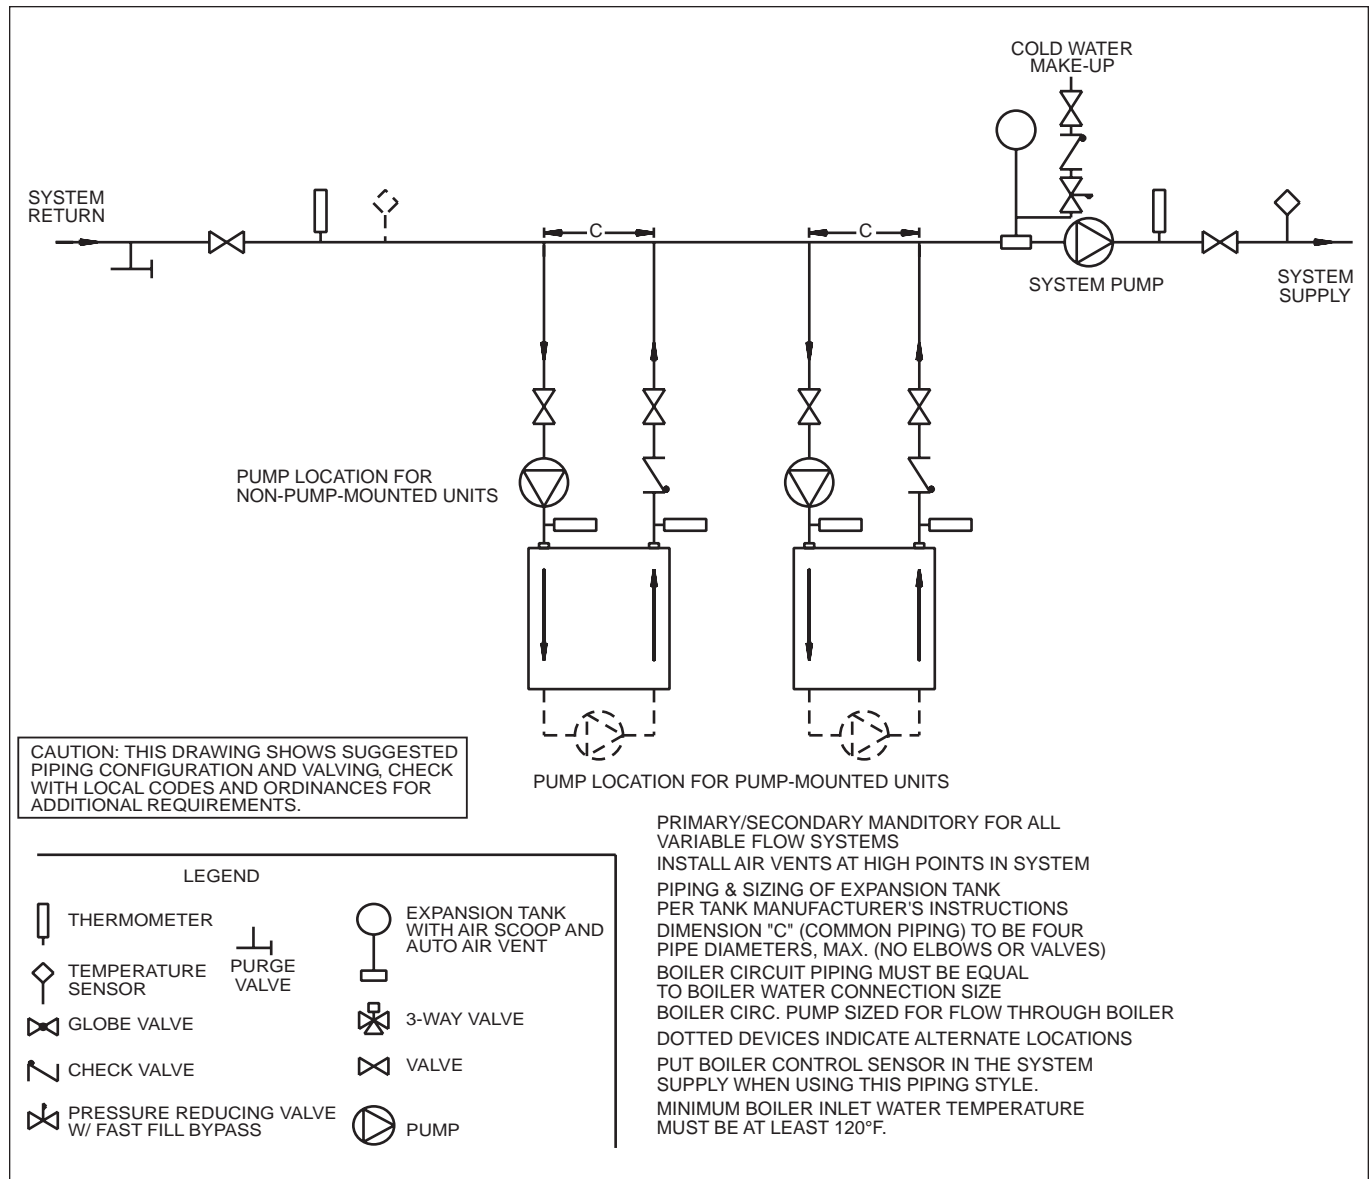 COLD WATER
MAKE-UP
SYSTEM
RETURN
C
C
SYSTEM PUMP
SYSTEM
SUPPLY
PUMP LOCATION FOR
NON-PUMP-MOUNTED UNITS
CAUTION: THIS DRAWING SHOWS SUGGESTED
PIPING CONFIGURATION AND VALVING, CHECK
WITH LOCAL CODES AND ORDINANCES FOR
ADDITIONAL REQUIREMENTS.
PUMP LOCATION FOR PUMP-MOUNTED UNITS
LEGEND
THERMOMETER
TEMPERATURE
SENSOR
PURGE
VALVE
GLOBE VALVE
CHECK VALVE
PRESSURE REDUCING VALVE
W/ FAST FILL BYPASS
EXPANSION TANK
WITH AIR SCOOP AND
AUTO AIR VENT
3-WAY VALVE
VALVE
PUMP
PRIMARY/SECONDARY MANDITORY FOR ALL
VARIABLE FLOW SYSTEMS
INSTALL AIR VENTS AT HIGH POINTS IN SYSTEM
PIPING & SIZING OF EXPANSION TANK
PER TANK MANUFACTURER'S INSTRUCTIONS
DIMENSION "C" (COMMON PIPING) TO BE FOUR
PIPE DIAMETERS, MAX. (NO ELBOWS OR VALVES)
BOILER CIRCUIT PIPING MUST BE EQUAL
TO BOILER WATER CONNECTION SIZE
BOILER CIRC. PUMP SIZED FOR FLOW THROUGH BOILER
DOTTED DEVICES INDICATE ALTERNATE LOCATIONS
PUT BOILER CONTROL SENSOR IN THE SYSTEM
SUPPLY WHEN USING THIS PIPING STYLE.
MINIMUM BOILER INLET WATER TEMPERATURE
MUST BE AT LEAST 120°F.